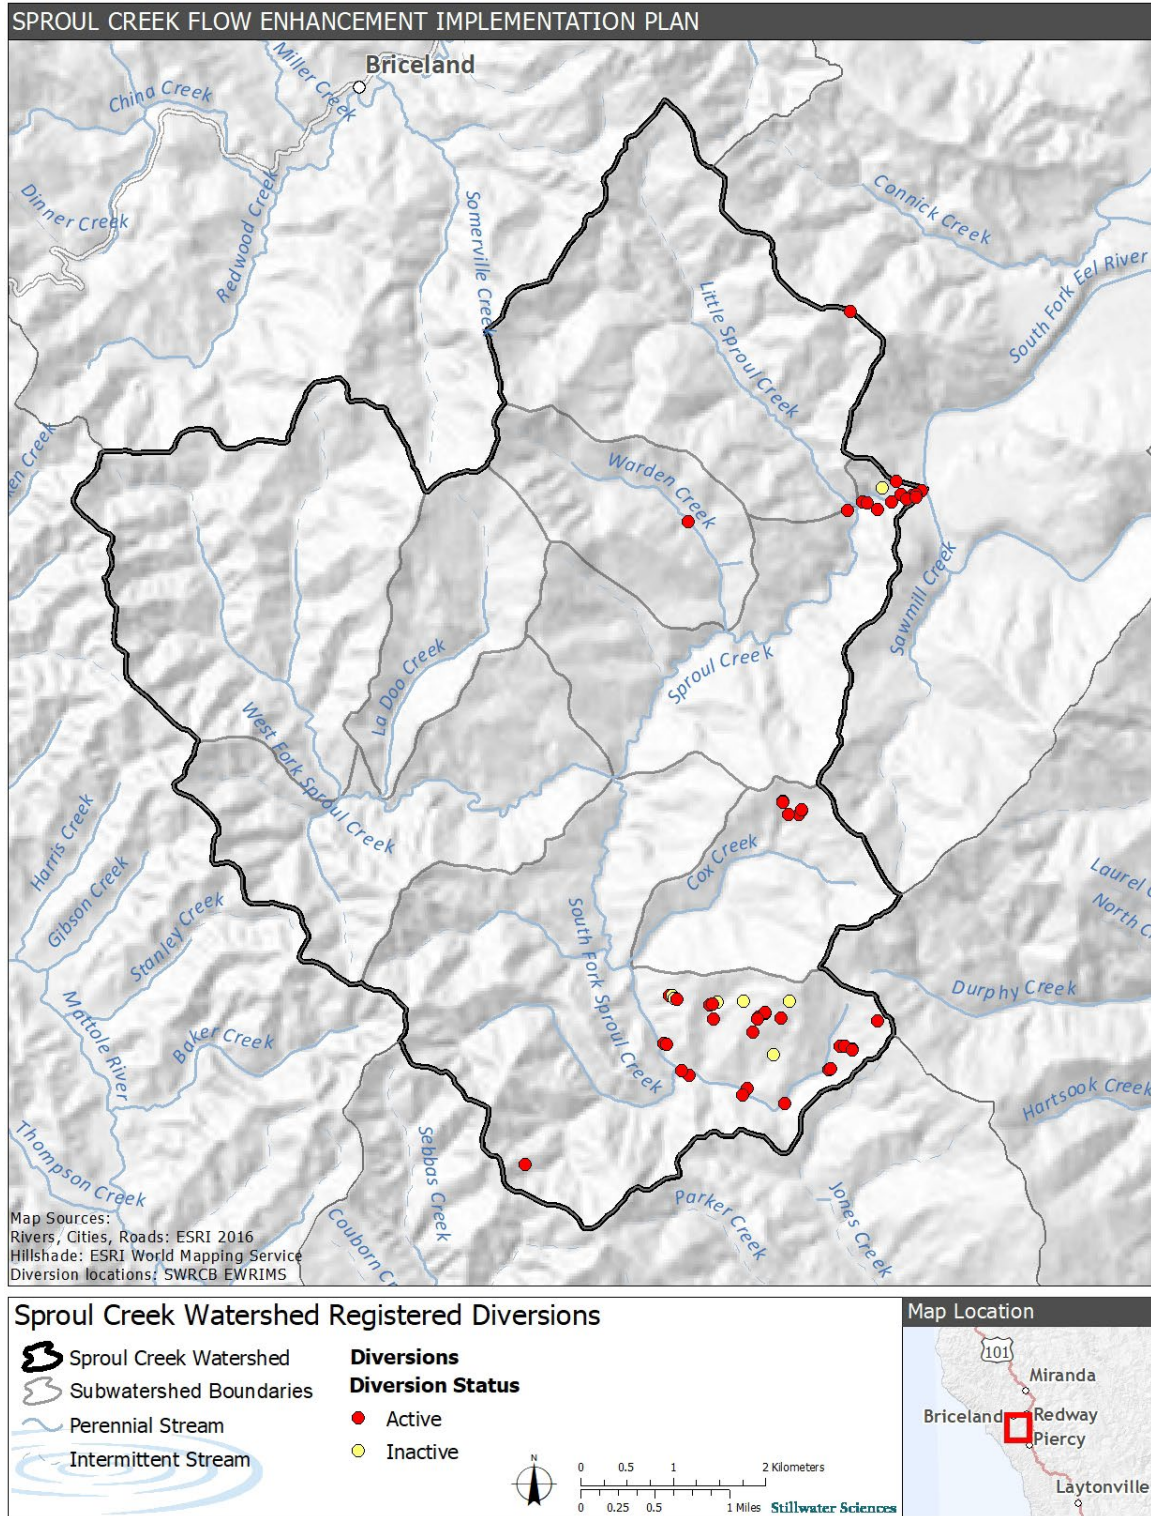 SPROUL CREEK FLOW ENHANCEMENT IMPLEMENTATION PLAN
Briceland
Miller Creek
China Creek
Dinner Creek
Redwood Creek
Somerville Creek
Connick Creek
South Fork Eel River
Little Sproul Creek
Warden Creek
ken Creek
Sawmill Creek
Sproul Creek
La Doo Creek
West Fork Sproul Creek
Harris Creek
Gibson Creek
Stanley Creek
Cox Creek
Laurel C
North C
South Fork Sproul Creek
Durphy Creek
Mattole River
Baker Creek
Hartsook Creek
Thompson Creek
Sebbas Creek
Couborn Cr
Parker Creek
Jones Creek
Map Sources:
Rivers, Cities, Roads: ESRI 2016
Hillshade: ESRI World Mapping Service
Diversion locations: SWRCB EWRIMS
Sproul Creek Watershed Registered Diversions
Sproul Creek Watershed
Subwatershed Boundaries
Perennial Stream
Intermittent Stream
Diversions
Diversion Status
Active
Inactive
N
0 0.5 1 2 Kilometers
0 0.25 0.5 1 Miles
Stillwater Sciences
Map Location
101
Miranda
Briceland
Redway
Piercy
Laytonville